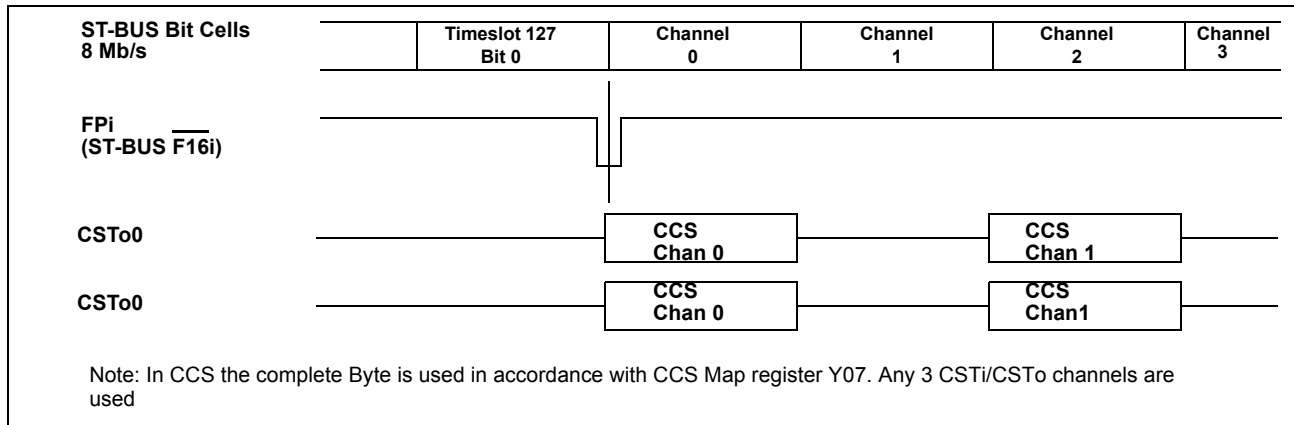 ST-BUS Bit Cells
8 Mb/s
Timeslot 127
Bit 0
Channel
0
Channel
1
Channel
2
Channel
3
FPi
(ST-BUS F16i)
CSTo0
CCS
Chan 0
CCS
Chan 1
CSTo0
CCS
Chan 0
CCS
Chan1
Note: In CCS the complete Byte is used in accordance with CCS Map register Y07. Any 3 CSTi/CSTo channels are
used